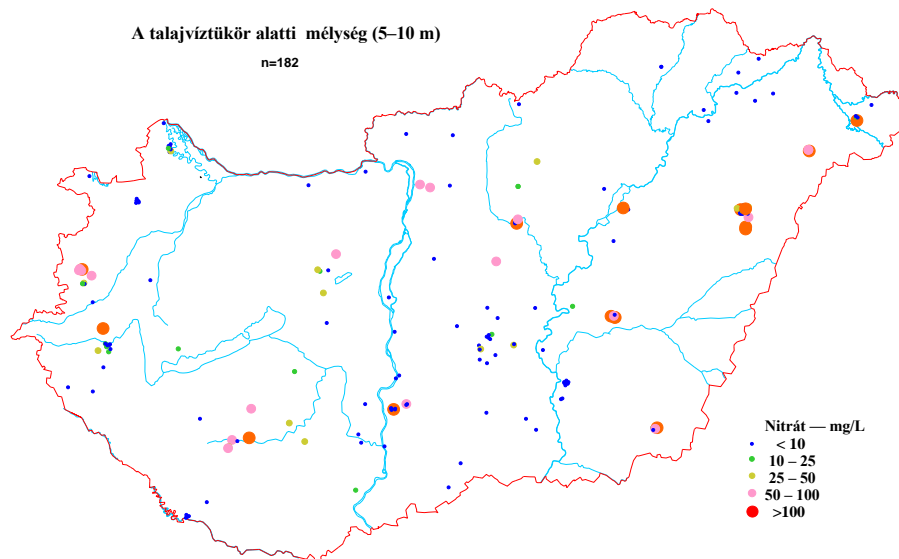 A talajvíztükör alatti mélység (5–10 m)
n=182
Nitrát — mg/L
< 10
10 – 25
25 – 50
50 – 100
>100